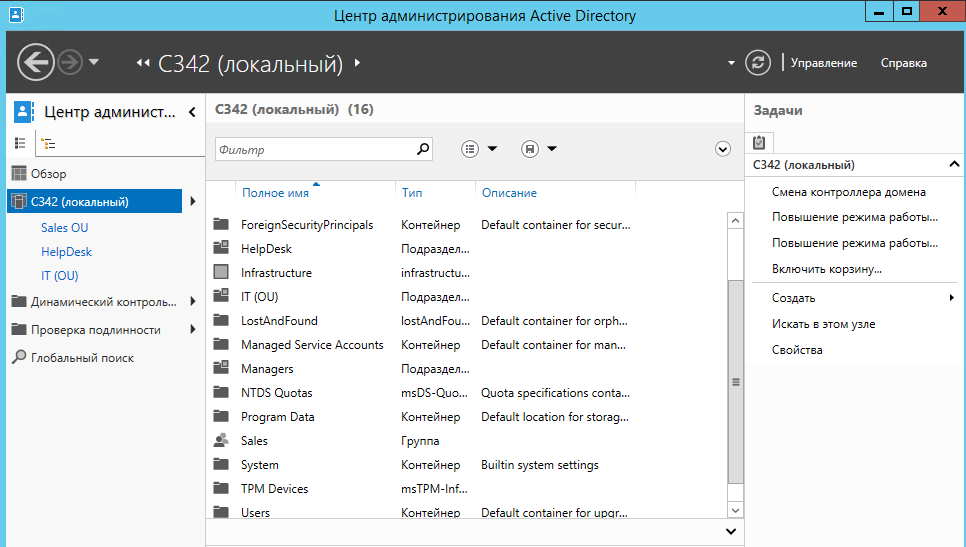 Центр администрирования Active Directory
C342 (локальный)
Управление
Справка
Центр админист...
Обзор
C342 (локальный)
Sales OU
HelpDesk
IT (OU)
Динамический контроль...
Проверка подлинности
Глобальный поиск
C342 (локальный) (16)
Фильтр
Полное имя Тип Описание
ForeignSecurityPrincipals Контейнер Default container for secur...
HelpDesk Подраздел...
Infrastructure infrastructu...
IT (OU) Подраздел...
LostAndFound lostAndFou... Default container for orph...
Managed Service Accounts Контейнер Default container for man...
Managers Подраздел...
NTDS Quotas msDS-Quo... Quota specifications conta...
Program Data Контейнер Default location for storag...
Sales Группа
System Контейнер Builtin system settings
TPM Devices msTPM-Inf...
Users Контейнер Default container for upgr...
Задачи
C342 (локальный)
Смена контроллера домена
Повышение режима работы...
Повышение режима работы...
Включить корзину...
Создать
Искать в этом узле
Свойства